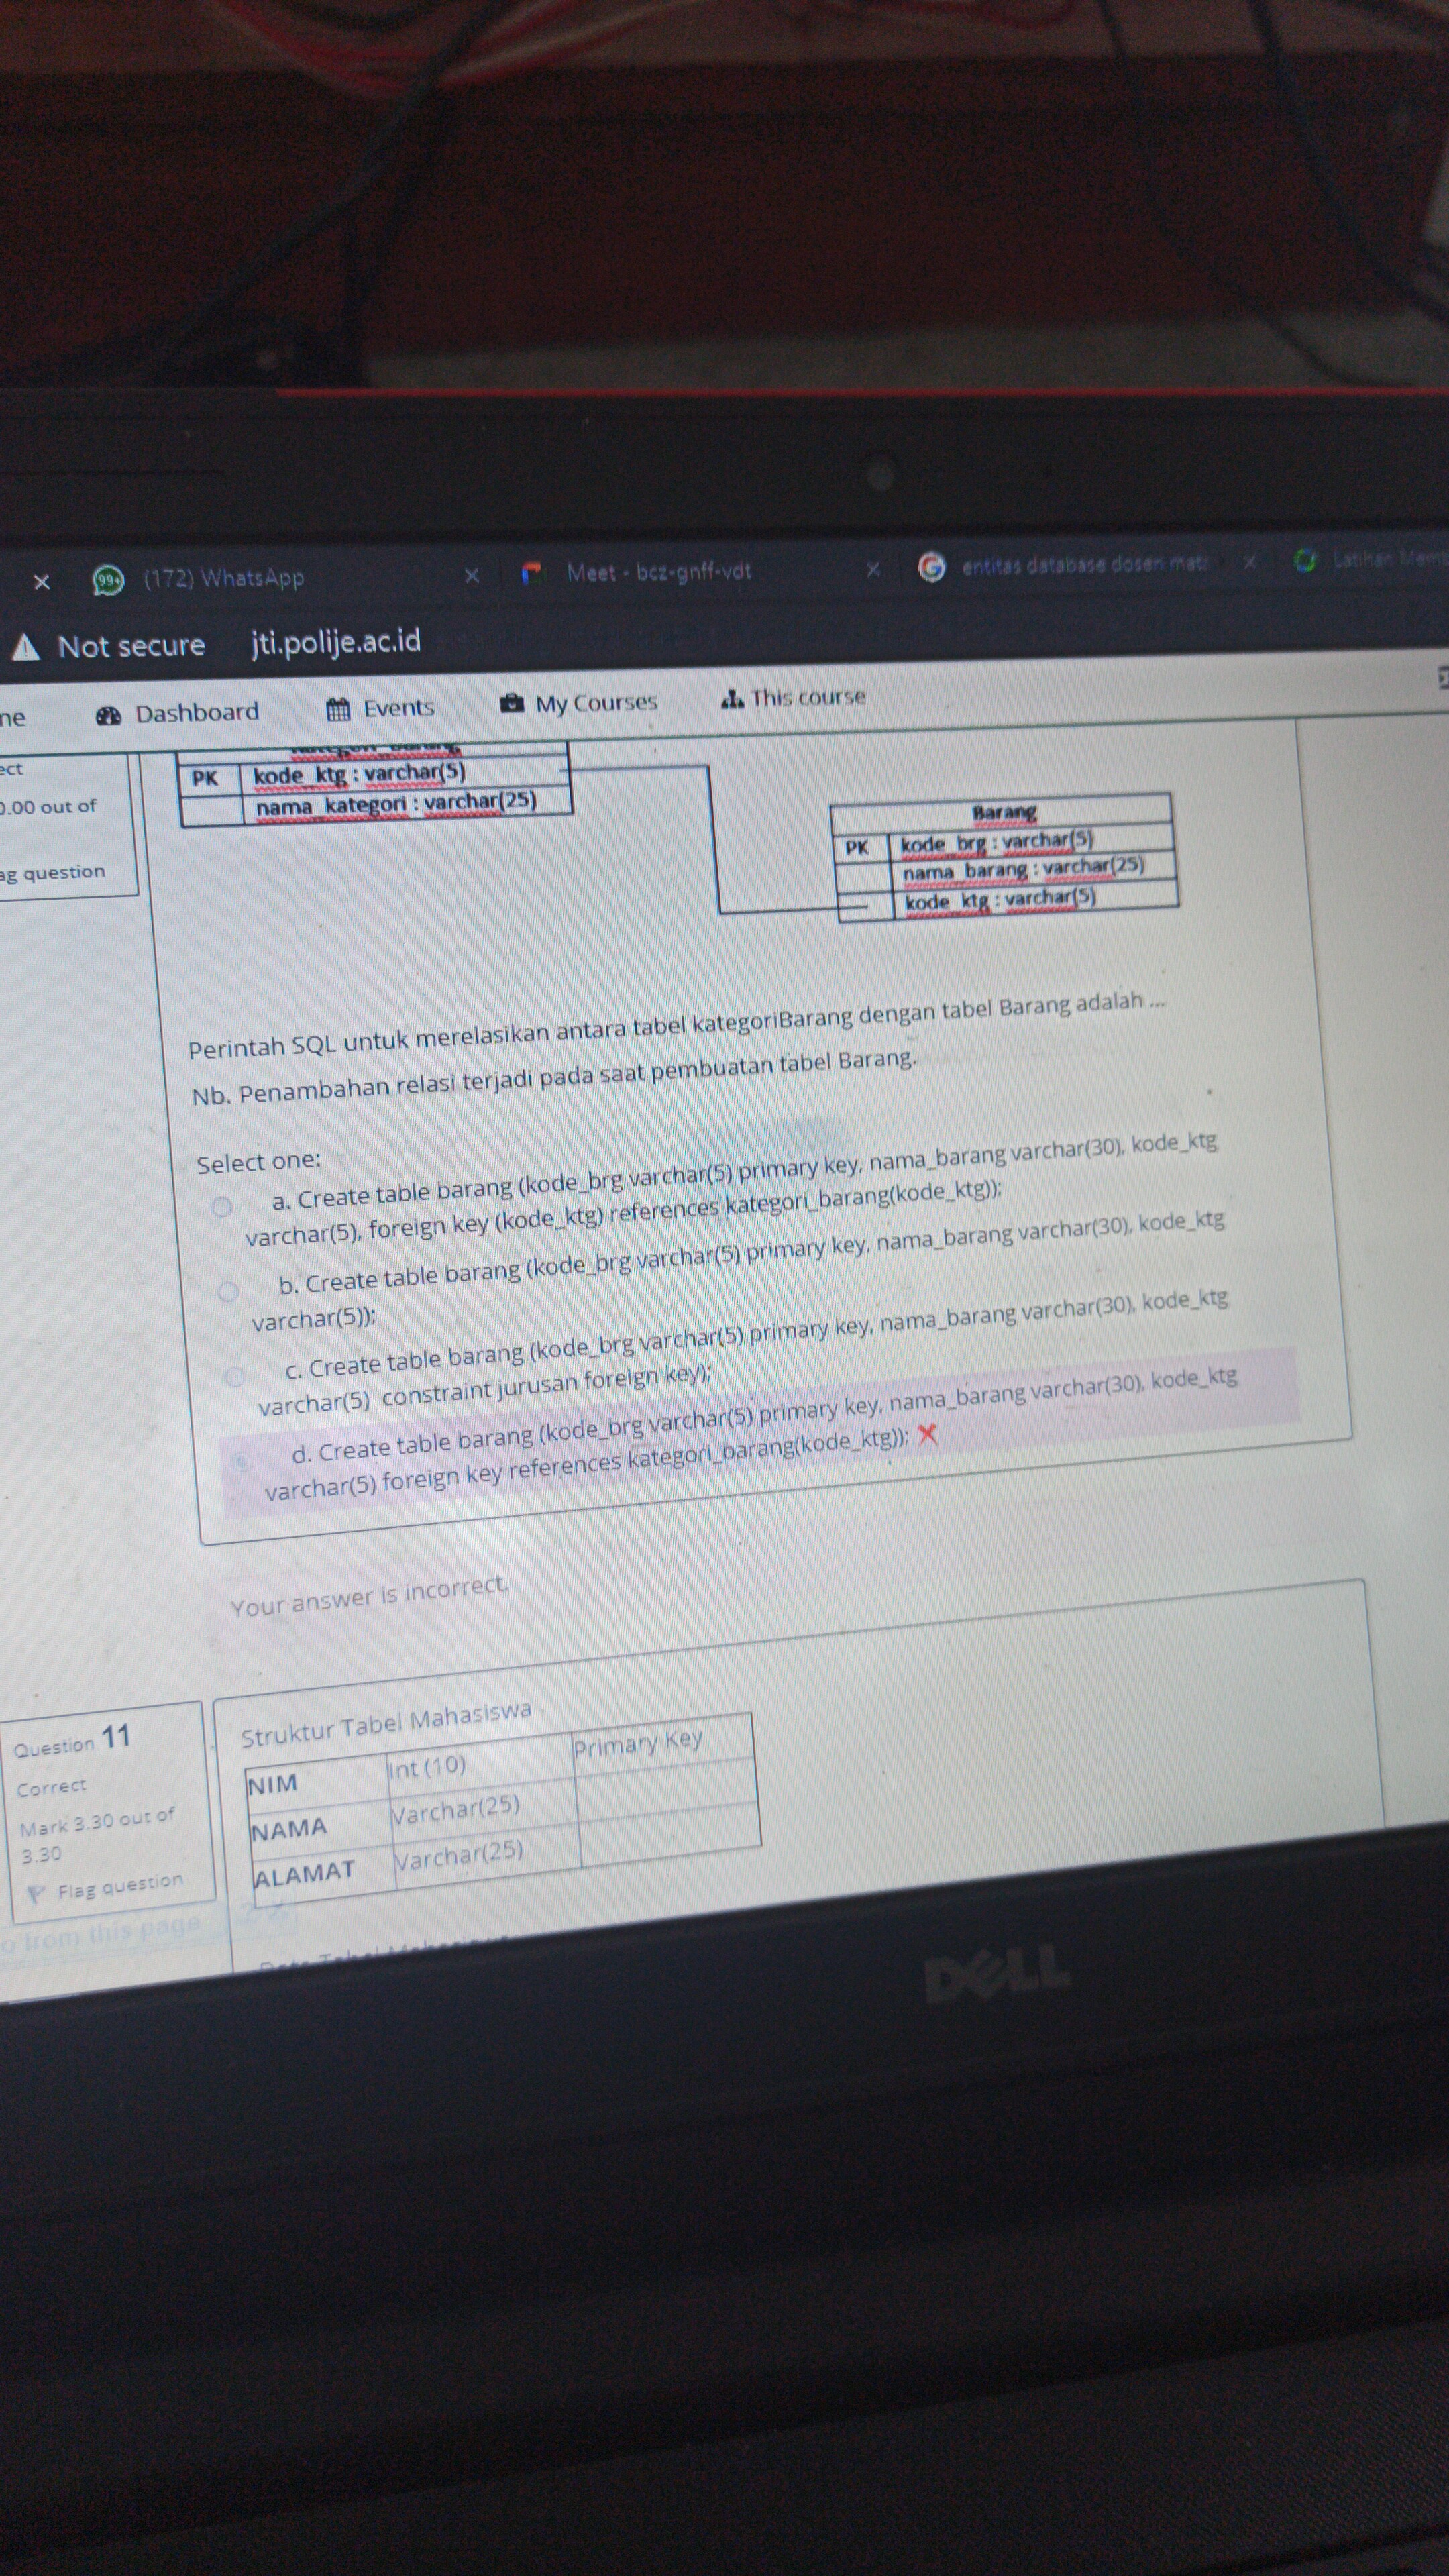 (172) WhatsApp
Meet - bcz-gnff-vdt
entitas database dosen mat
Latihan Mem
Not secure jti.polije.ac.id
ne Dashboard Events My Courses This course
ect
0.00 out of
ag question
PK kode_ktg : varchar(5)
nama_kategori : varchar(25)
Barang
PK kode_brg : varchar(5)
nama_barang : varchar(25)
kode_ktg : varchar(5)
Perintah SQL untuk merelasikan antara tabel kategoriBarang dengan tabel Barang adalah ...
Nb. Penambahan relasi terjadi pada saat pembuatan tabel Barang.
Select one:
a. Create table barang (kode_brg varchar(5) primary key, nama_barang varchar(30), kode_ktg
varchar(5), foreign key (kode_ktg) references kategori_barang(kode_ktg));
b. Create table barang (kode_brg varchar(5) primary key, nama_barang varchar(30), kode_ktg
varchar(5));
c. Create table barang (kode_brg varchar(5) primary key, nama_barang varchar(30), kode_ktg
varchar(5) constraint jurusan foreign key);
d. Create table barang (kode_brg varchar(5) primary key, nama_barang varchar(30), kode_ktg
varchar(5) foreign key references kategori_barang(kode_ktg));
Your answer is incorrect.
Question 11
Correct
Mark 3.30 out of
3.30
Flag question
o from this page
Struktur Tabel Mahasiswa
NIM Int (10) Primary Key
NAMA Varchar(25)
ALAMAT Varchar(25)
DELL